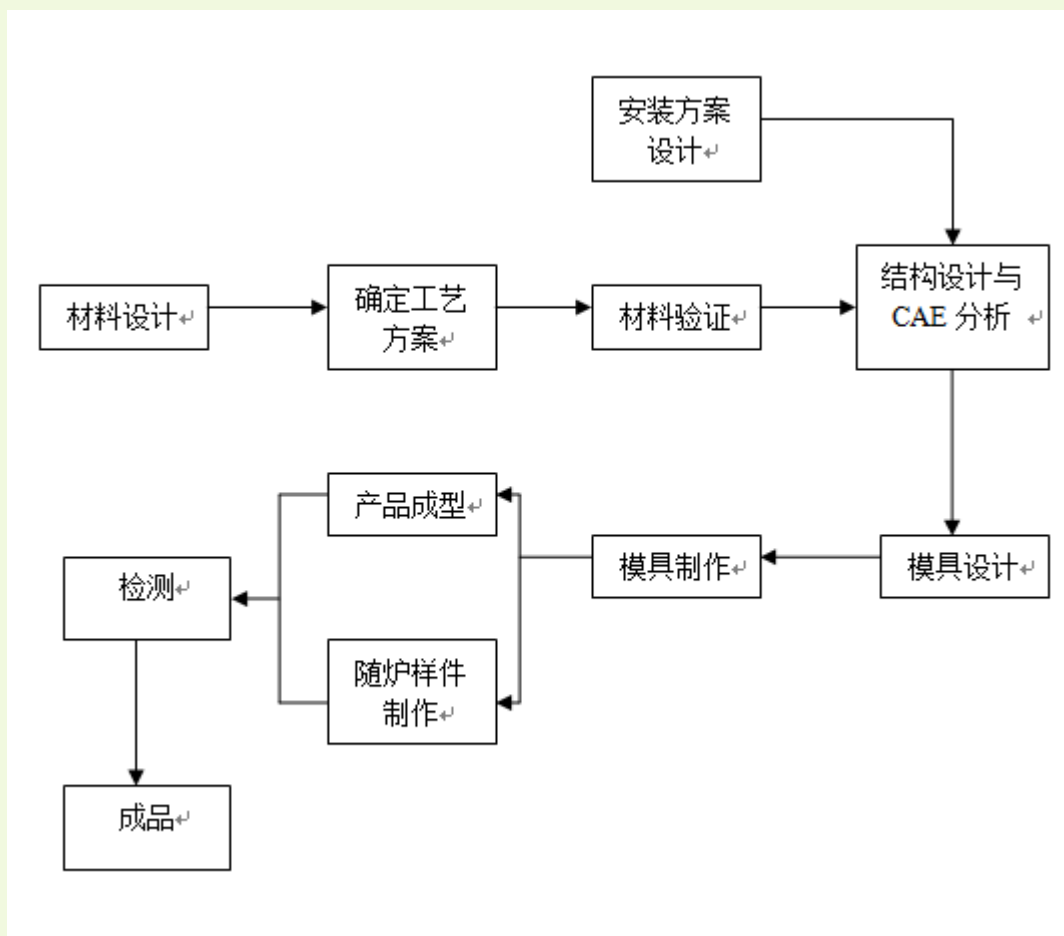 安装方案
设计
材料设计
确定工艺
方案
材料验证
结构设计与
CAE 分析
产品成型
模具制作
模具设计
检测
随炉样件
制作
成品